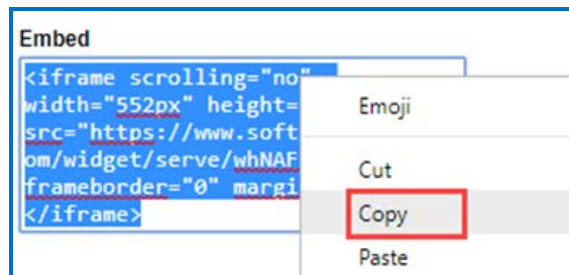 Embed
<iframe scrolling="no"
width="552px" height=
src="https://www.soft
om/widget/serve/whNAF
frameborder="0" margi
</iframe>
Emoji
Cut
Copy
Paste